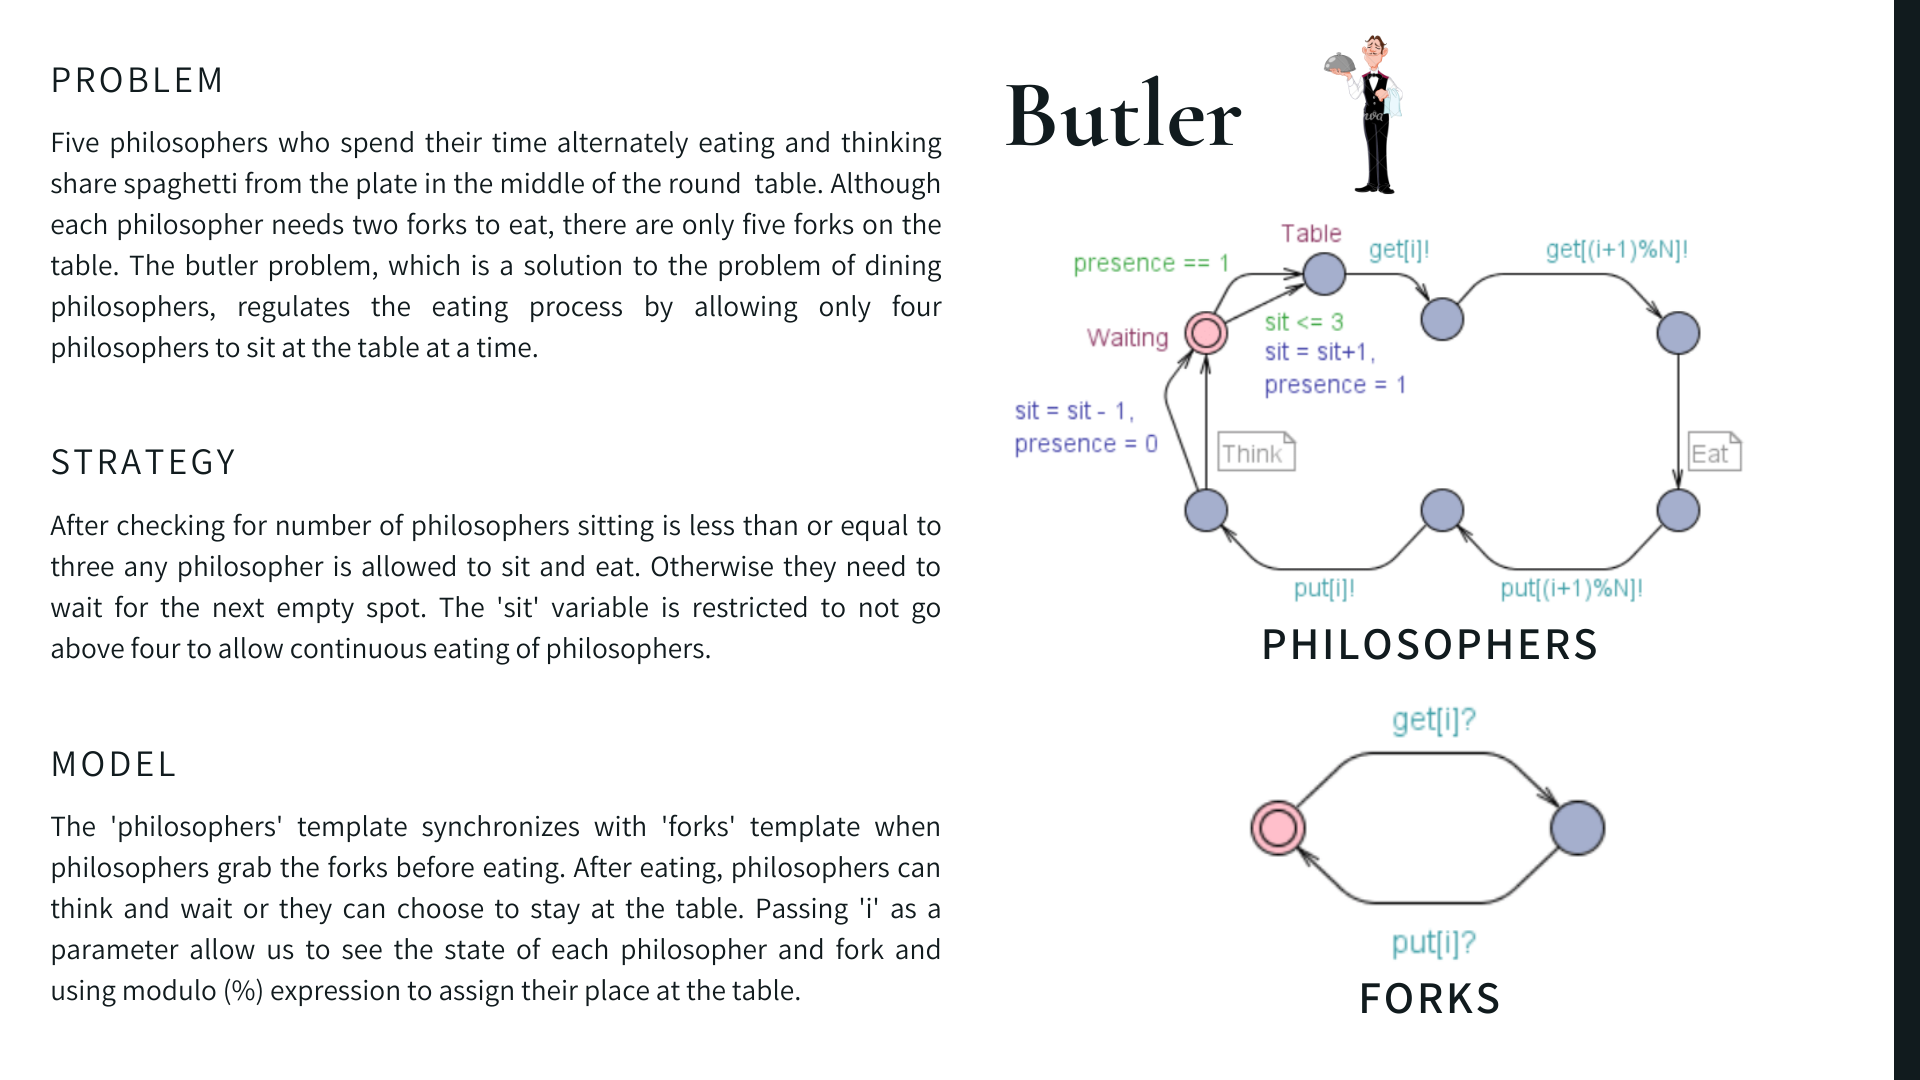 PROBLEM
Five philosophers who spend their time alternately eating and thinking
share spaghetti from the plate in the middle of the round table. Although
each philosopher needs two forks to eat, there are only five forks on the
table. The butler problem, which is a solution to the problem of dining
philosophers, regulates the eating process by allowing only four
philosophers to sit at the table at a time.
STRATEGY
After checking for number of philosophers sitting is less than or equal to
three any philosopher is allowed to sit and eat. Otherwise they need to
wait for the next empty spot. The 'sit' variable is restricted to not go
above four to allow continuous eating of philosophers.
MODEL
The 'philosophers' template synchronizes with 'forks' template when
philosophers grab the forks before eating. After eating, philosophers can
think and wait or they can choose to stay at the table. Passing 'i' as a
parameter allow us to see the state of each philosopher and fork and
using modulo (%) expression to assign their place at the table.
Butler
Table
get[i]!
get[(i+1)%N]!
presence == 1
Waiting
sit <= 3
sit = sit+1,
presence = 1
sit = sit - 1,
presence = 0
Think
Eat
put[i]!
put[(i+1)%N]!
PHILOSOPHERS
get[i]?
put[i]?
FORKS